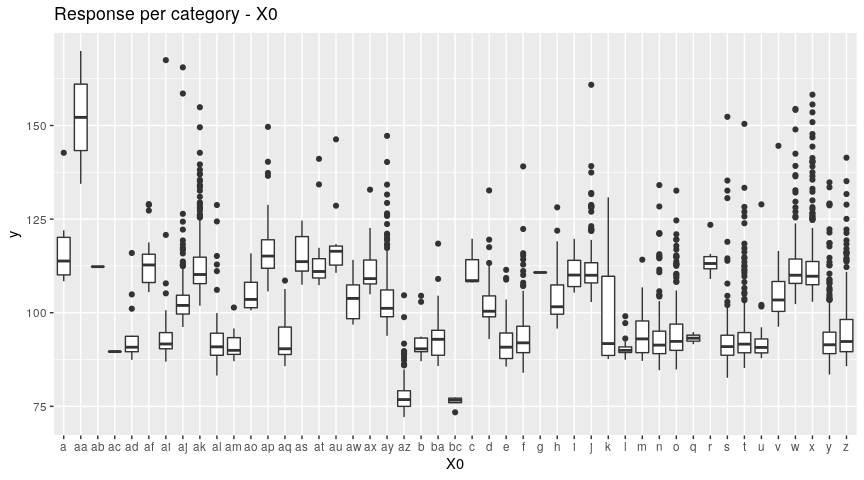 Response per category - X0
150
125
100
75
y
a aa ab ac ad af ai aj ak al am ao ap aq as at au aw ax ay az b ba bc c d e f g h i j k l m n o q r s t u v w x y z
X0